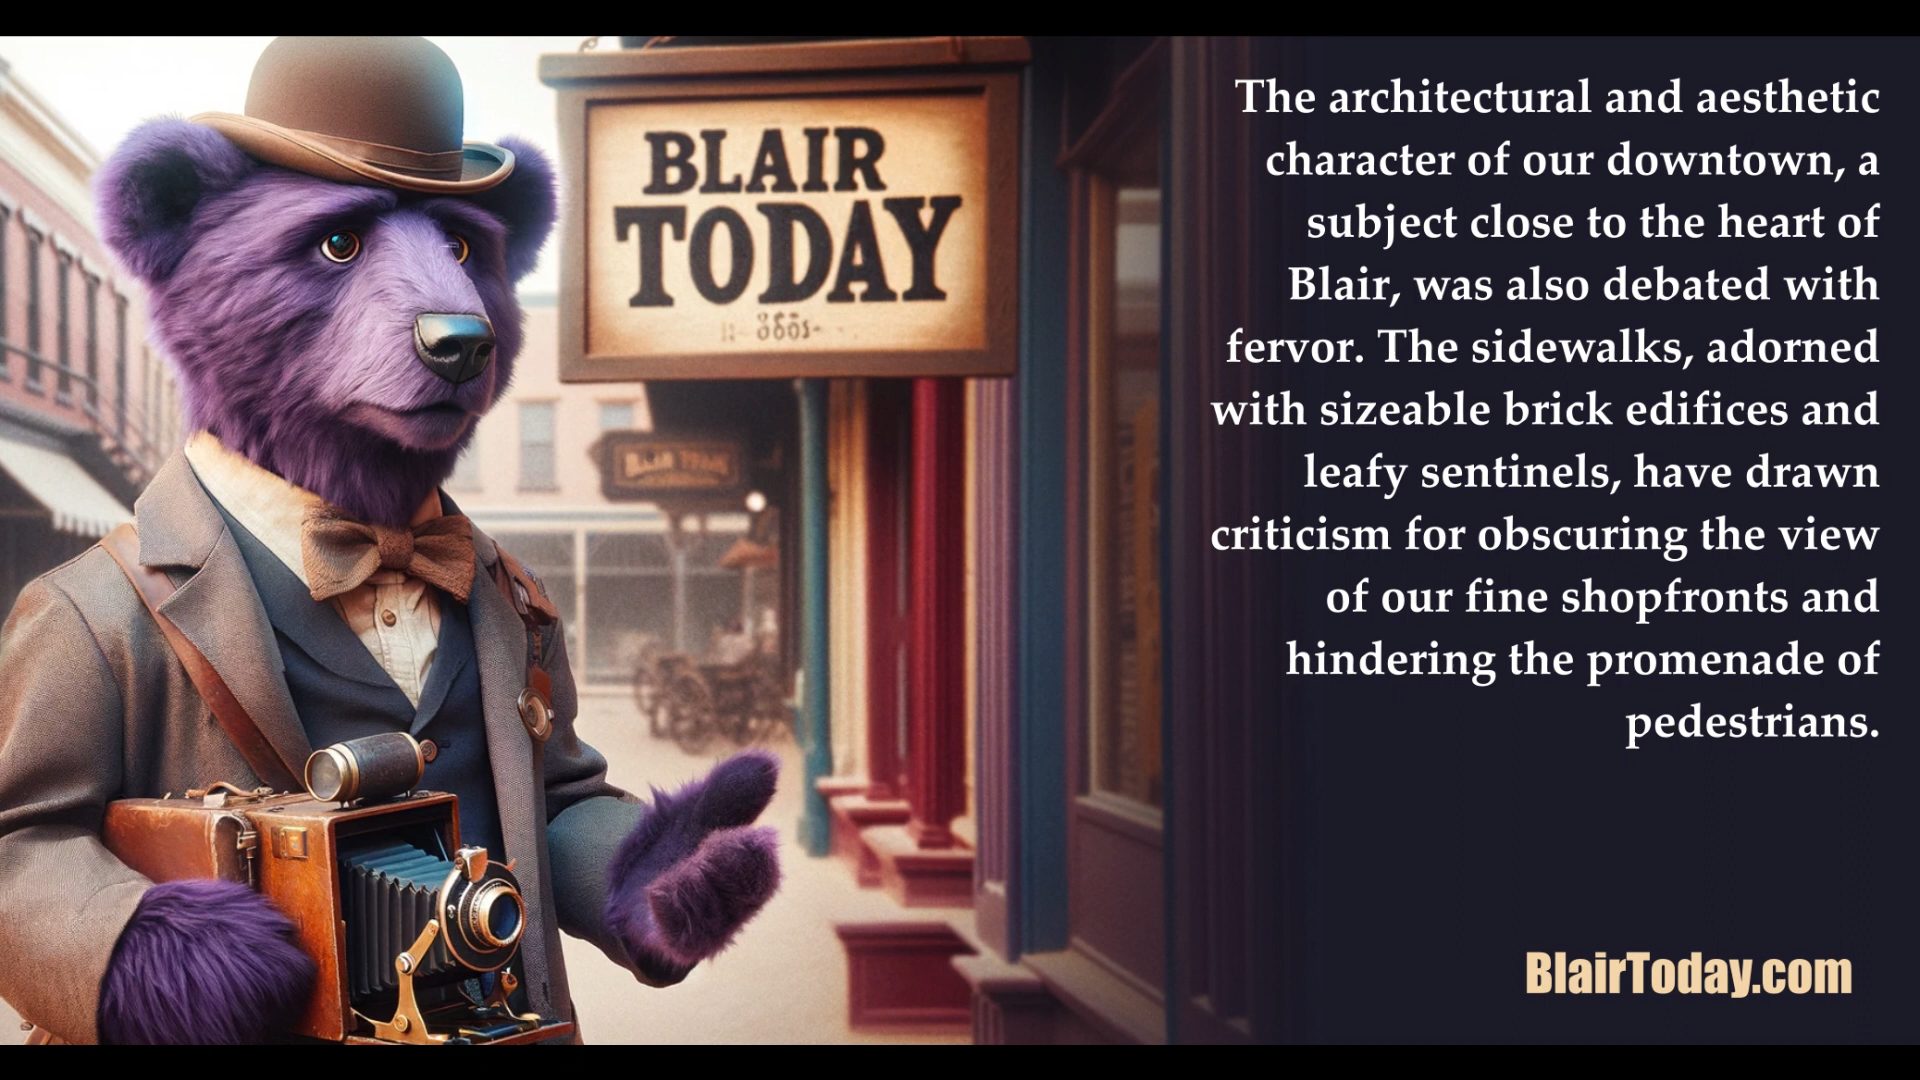 BLAIR
TODAY
The architectural and aesthetic
character of our downtown, a
subject close to the heart of
Blair, was also debated with
fervor. The sidewalks, adorned
with sizeable brick edifices and
leafy sentinels, have drawn
criticism for obscuring the view
of our fine shopfronts and
hindering the promenade of
pedestrians.
BlairToday.com